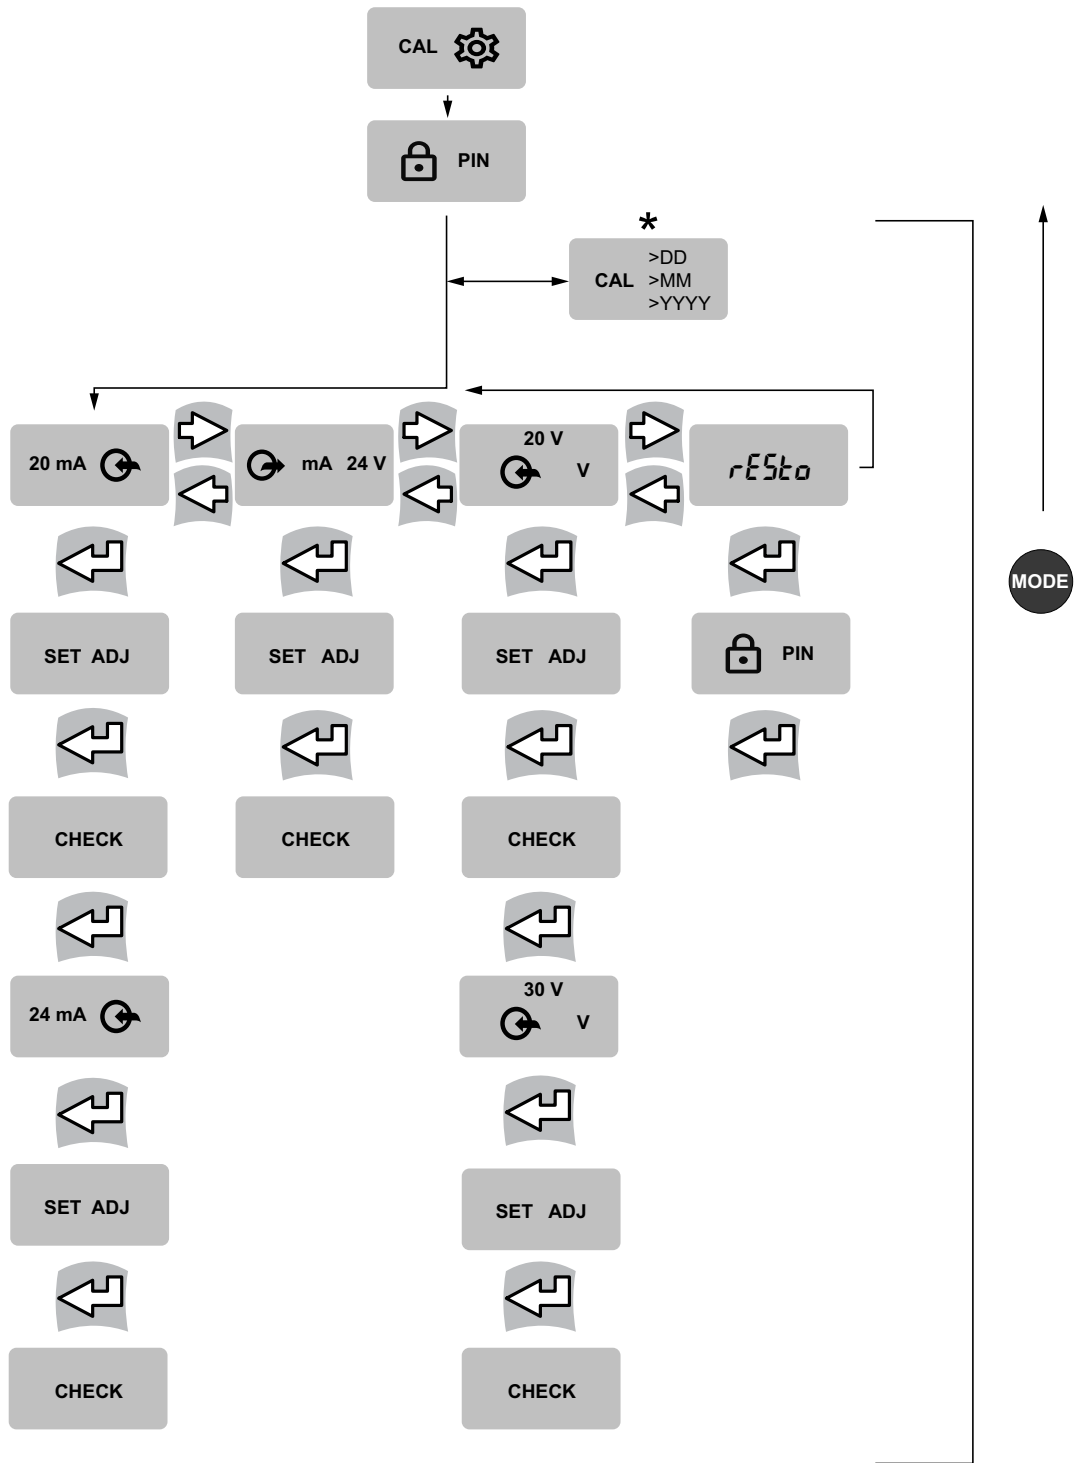 CAL
PIN
*
CAL >DD
>MM
>YYYY
20 mA
mA 24 V
20 V
V
rESto
MODE
SET ADJ
SET ADJ
SET ADJ
PIN
CHECK
CHECK
CHECK
24 mA
30 V
V
SET ADJ
SET ADJ
CHECK
CHECK